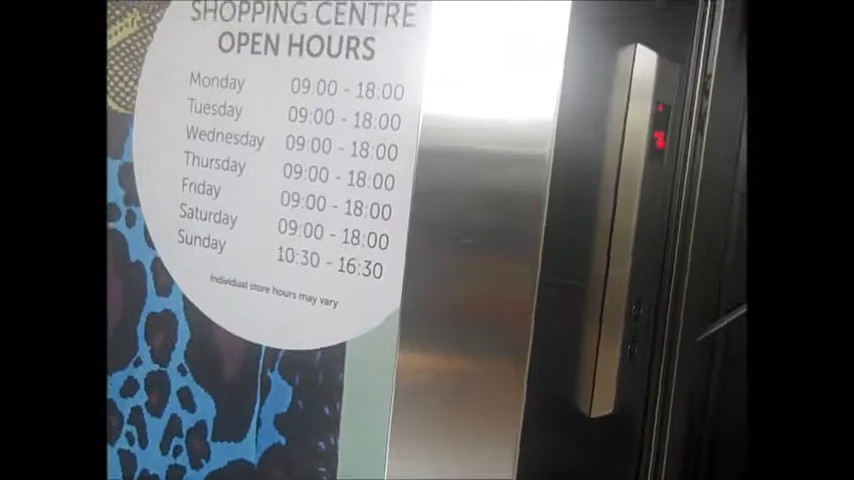 SHOPPING CENTRE
OPEN HOURS
Monday 09.00 - 18:00
Tuesday 09:00 - 18:00
Wednesday 09:00 - 18:00
Thursday 09:00 - 18:00
Friday 09:00 - 18:00
Saturday 09:00 - 18:00
Sunday 10:30 - 16:30
Individual store hours may vary